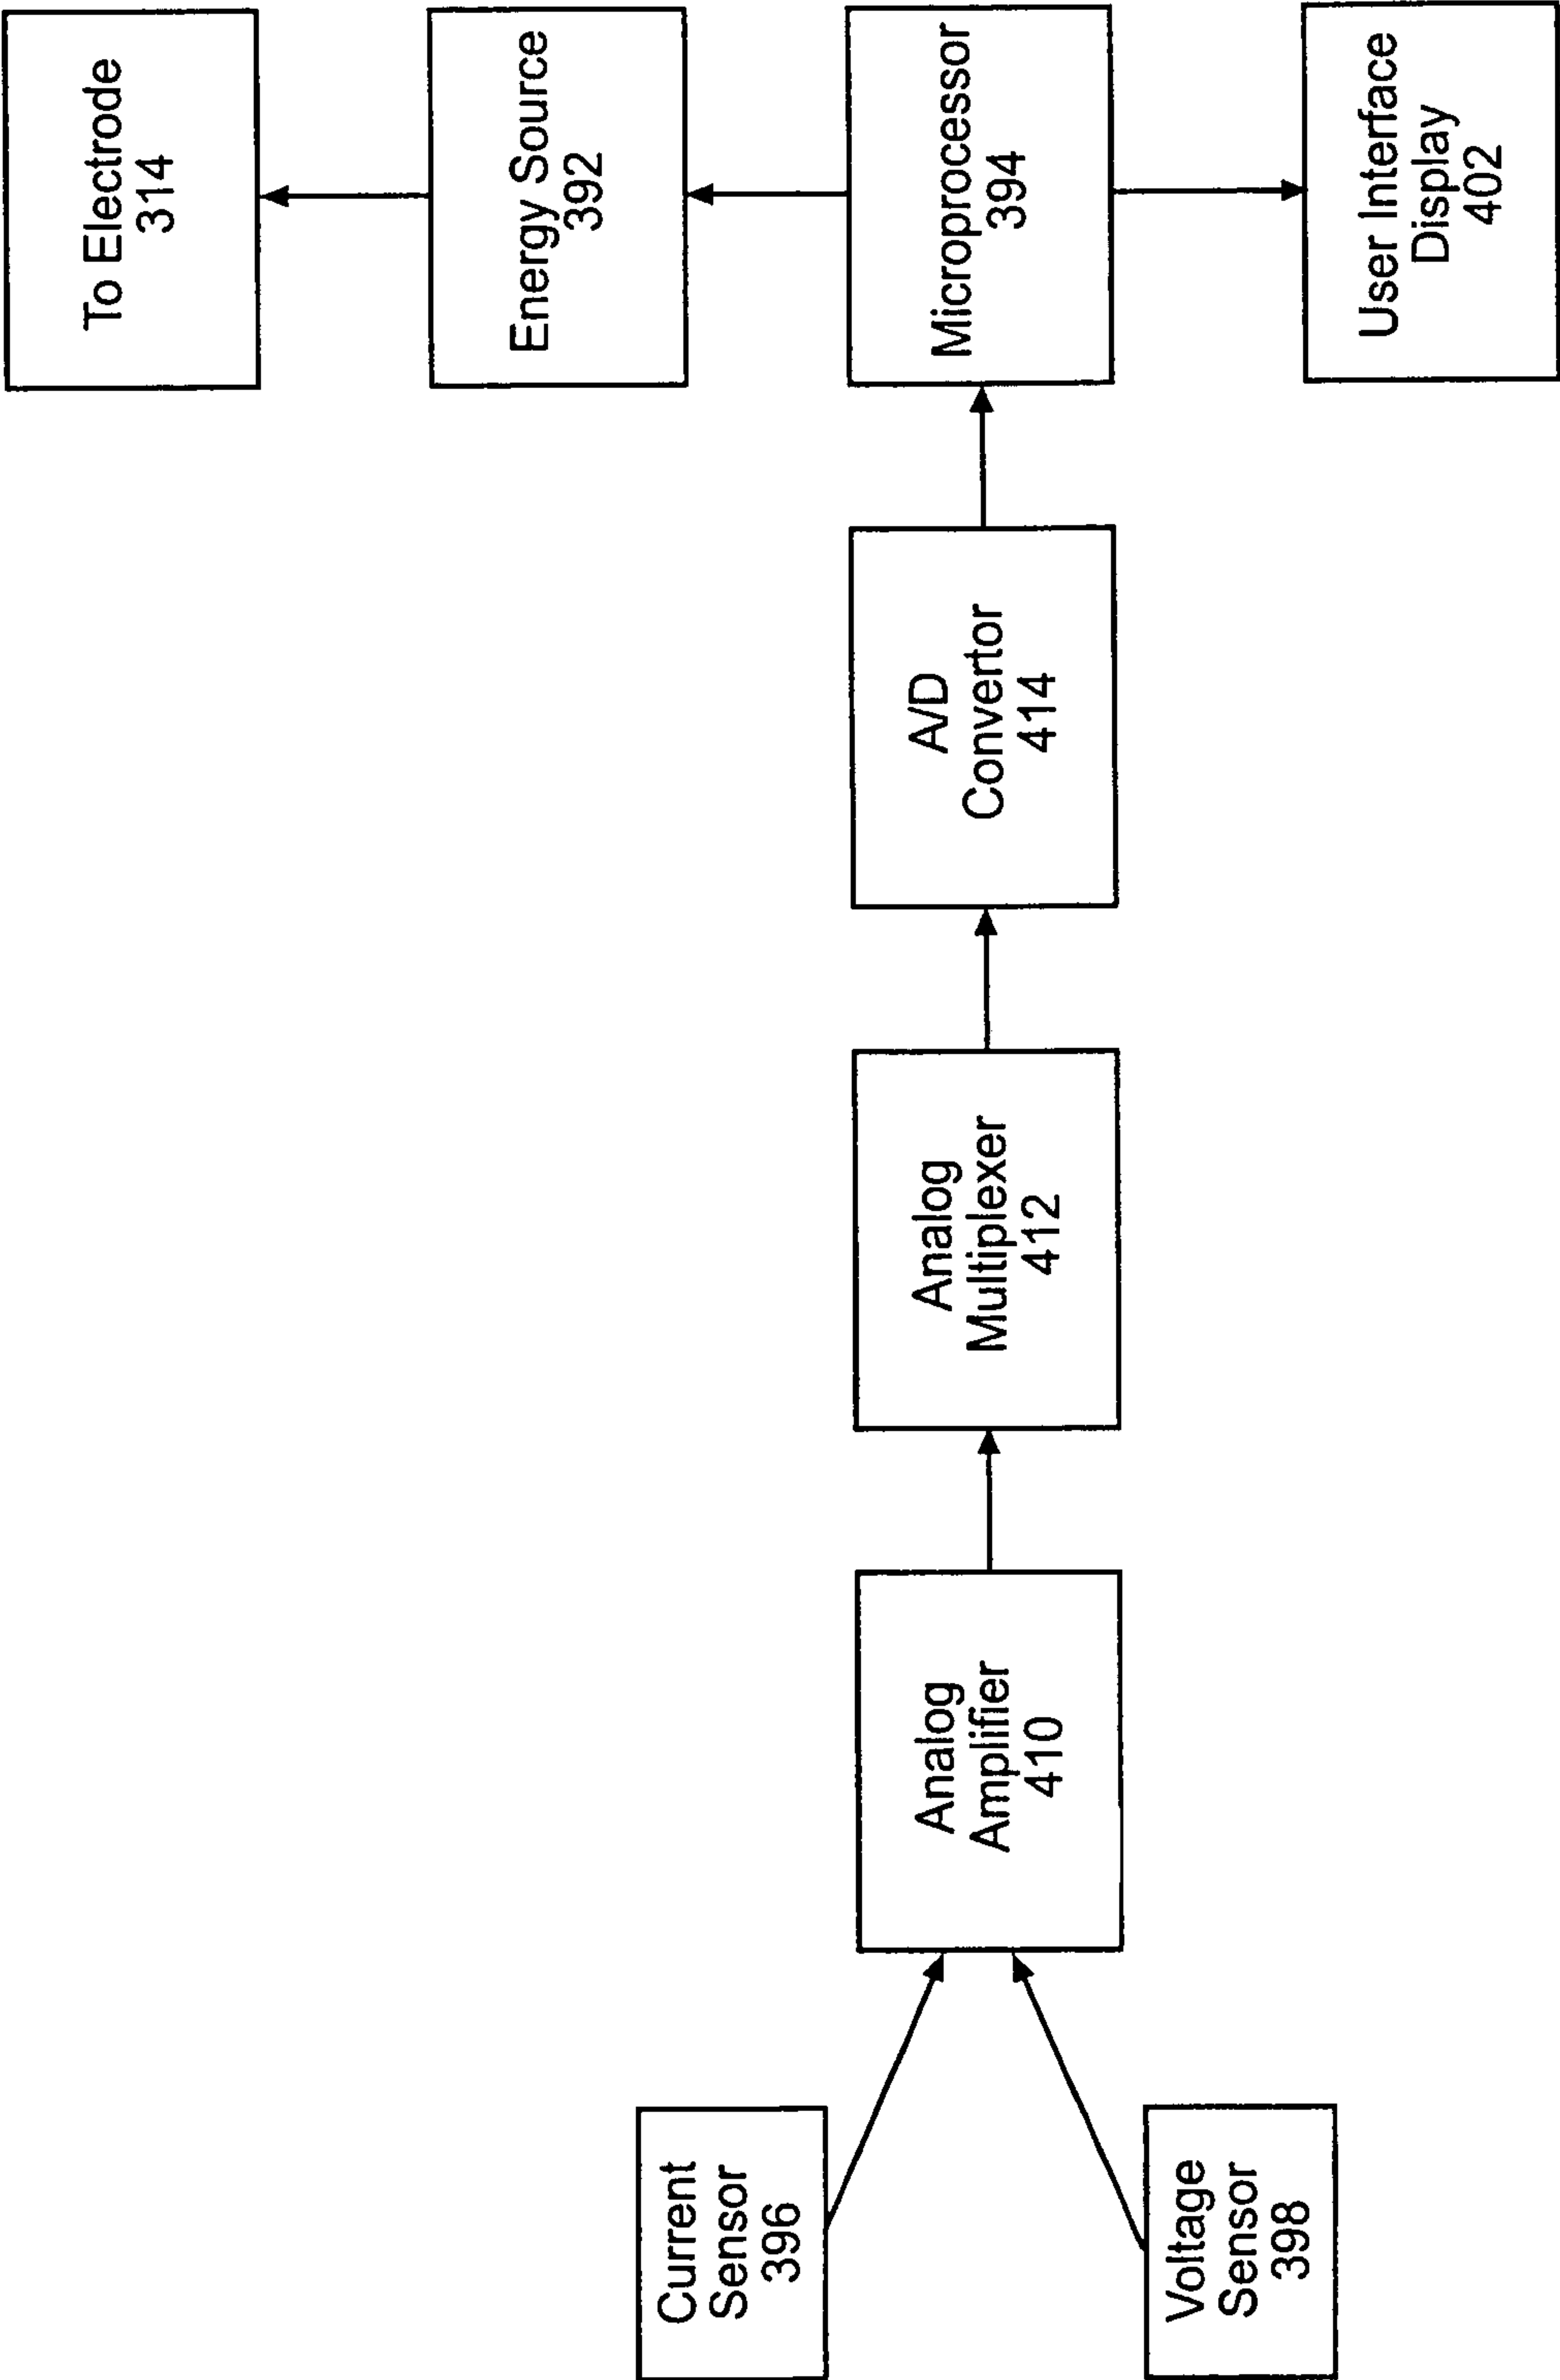 Current
Sensor
396
Voltage
Sensor
398
Analog
Amplifier
410
Analog
Multiplexer
412
A/D
Convertor
414
To Electrode
314
Energy Source
392
Microprocessor
394
User Interface
Display
402